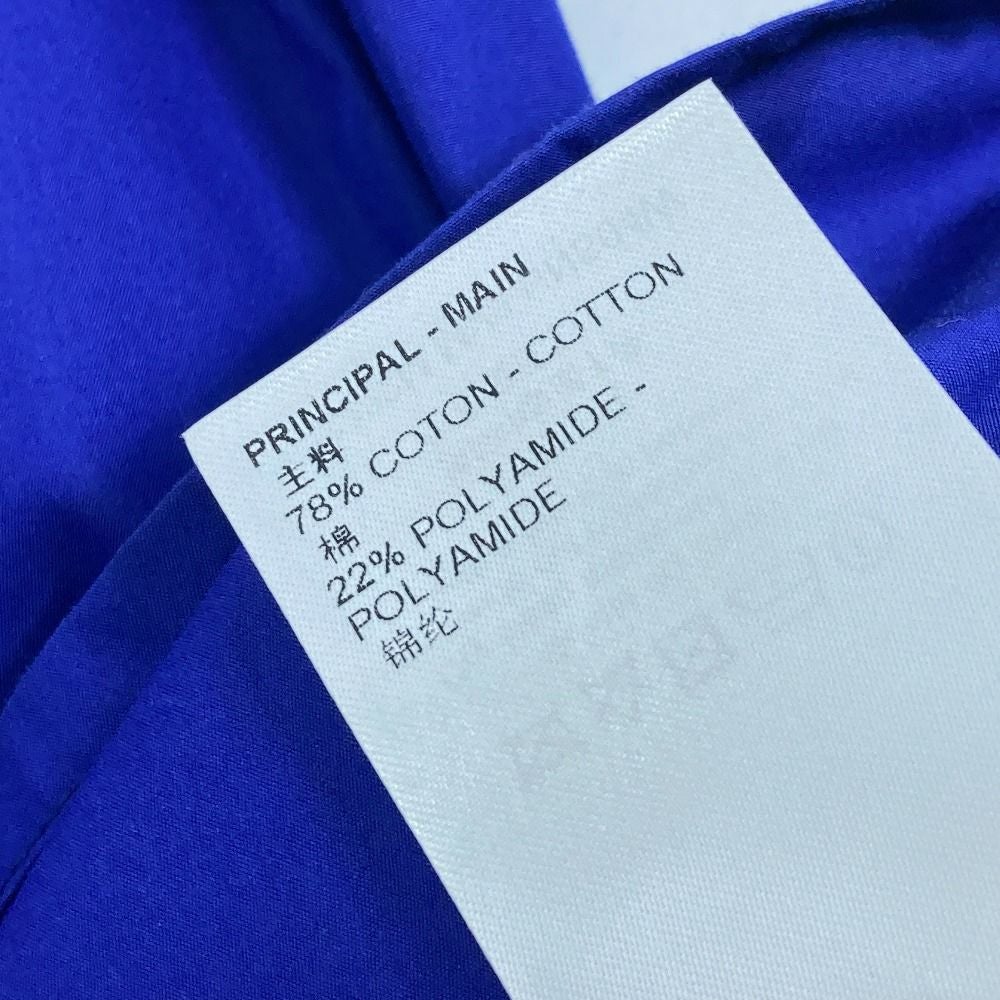 PRINCIPAL - MAIN
主料
78% COTON - COTTON
棉
22% POLYAMIDE -
POLYAMIDE
锦纶